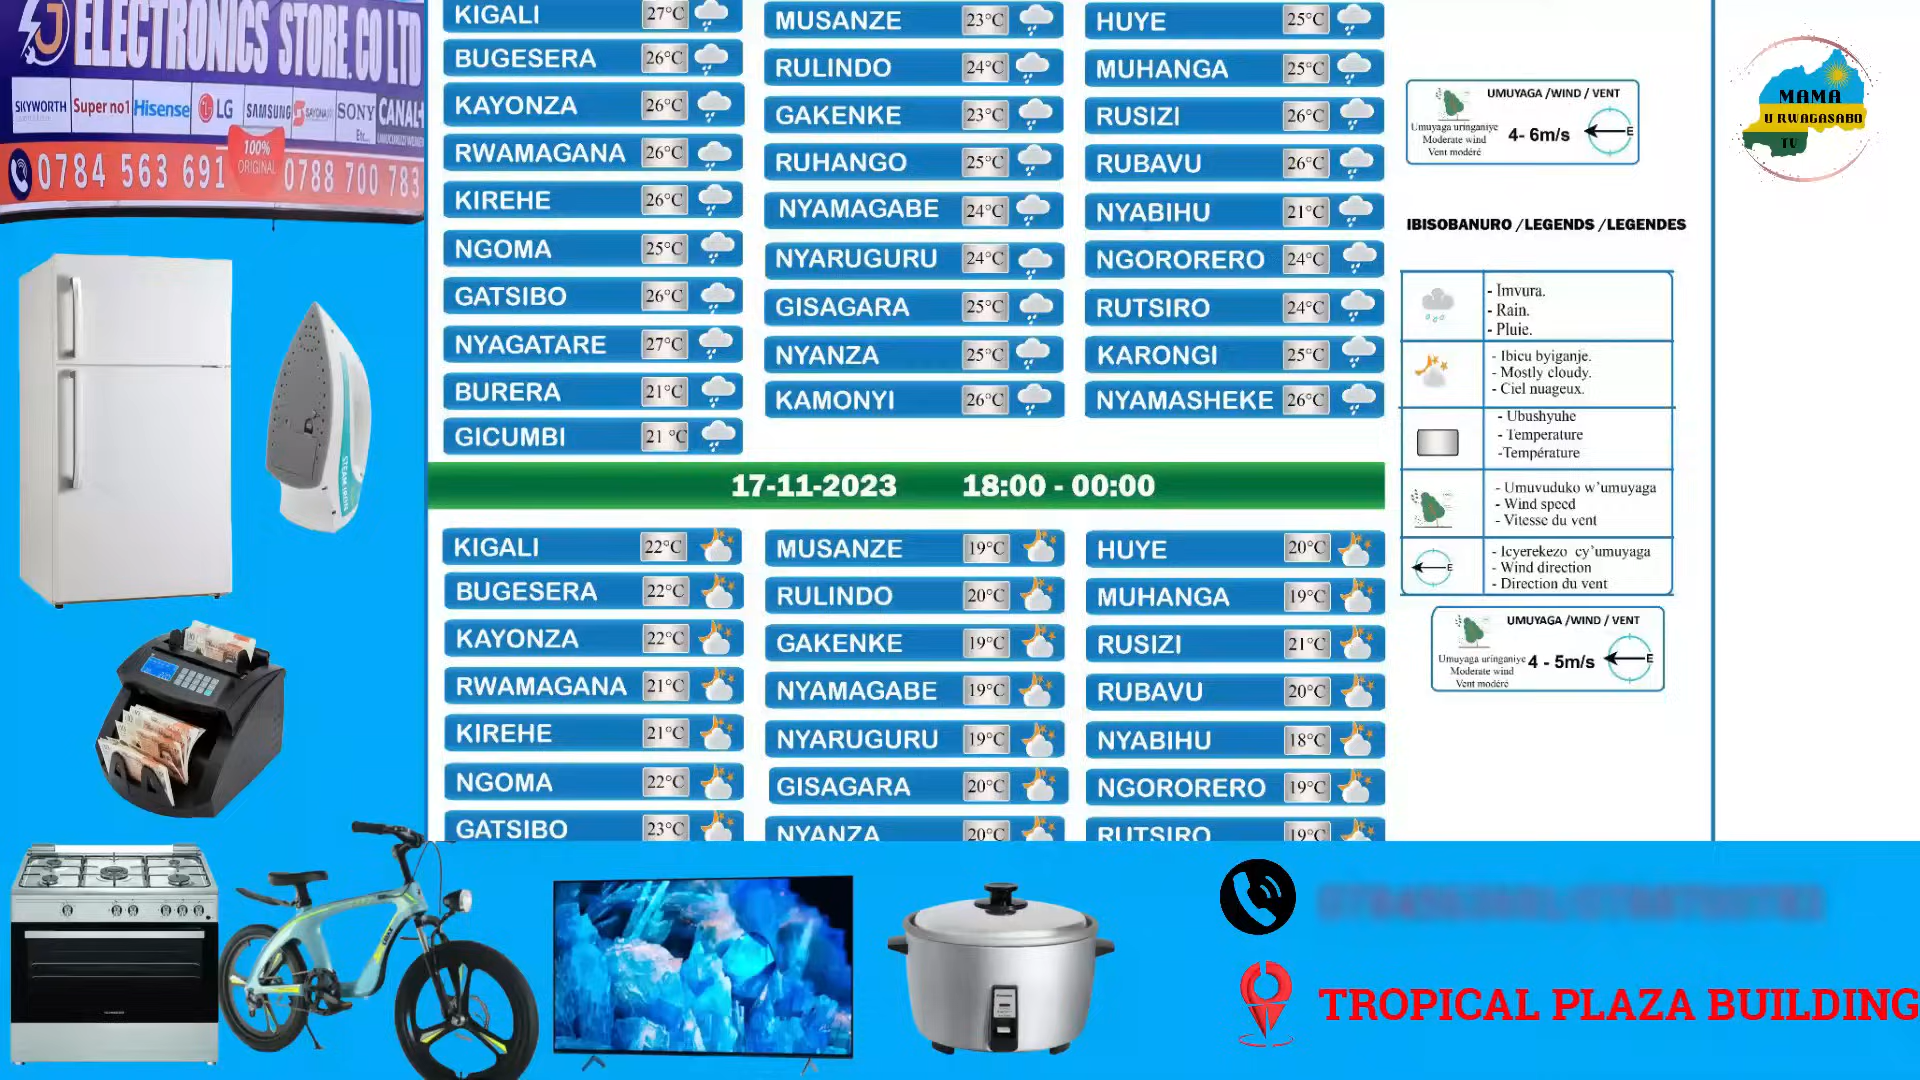 J ELECTRONICS STORE.CO LTD
SKYWORTH Super no1 Hisense LG SAMSUNG SAYONA SONY Etc... CANAL+
100% ORIGINAL
0784 563 691 0788 700 783
STEAM IRON
KIGALI 27°C
BUGESERA 26°C
KAYONZA 26°C
RWAMAGANA 26°C
KIREHE 26°C
NGOMA 25°C
GATSIBO 26°C
NYAGATARE 27°C
BURERA 21°C
GICUMBI 21 °C
MUSANZE 23°C
RULINDO 24°C
GAKENKE 23°C
RUHANGO 25°C
NYAMAGABE 24°C
NYARUGURU 24°C
GISAGARA 25°C
NYANZA 25°C
KAMONYI 26°C
HUYE 25°C
MUHANGA 25°C
RUSIZI 26°C
RUBAVU 26°C
NYABIHU 21°C
NGORORERO 24°C
RUTSIRO 24°C
KARONGI 25°C
NYAMASHEKE 26°C
17-11-2023 18:00 - 00:00
KIGALI 22°C
BUGESERA 22°C
KAYONZA 22°C
RWAMAGANA 21°C
KIREHE 21°C
NGOMA 22°C
GATSIBO 23°C
MUSANZE 19°C
RULINDO 20°C
GAKENKE 19°C
NYAMAGABE 19°C
NYARUGURU 19°C
GISAGARA 20°C
NYANZA 20°C
HUYE 20°C
MUHANGA 19°C
RUSIZI 21°C
RUBAVU 20°C
NYABIHU 18°C
NGORORERO 19°C
RUTSIRO 19°C
UMUYAGA /WIND / VENT
Umuyaga uringaniye
Moderate wind
Vent modéré
4- 6m/s
E
IBISOBANURO /LEGENDS /LEGENDES
- Imvura.
- Rain.
- Pluie.
- Ibicu byiganje.
- Mostly cloudy.
- Ciel nuageux.
- Ubushyuhe
- Temperature
-Température
- Umuvuduko w'umuyaga
- Wind speed
- Vitesse du vent
E
- Icyerekezo cy'umuyaga
- Wind direction
- Direction du vent
UMUYAGA /WIND / VENT
Umuyaga uringaniye
Moderate wind
Vent modéré
4 - 5m/s
E
MAMA
U RWAGASABO
TV
TROPICAL PLAZA BUILDING